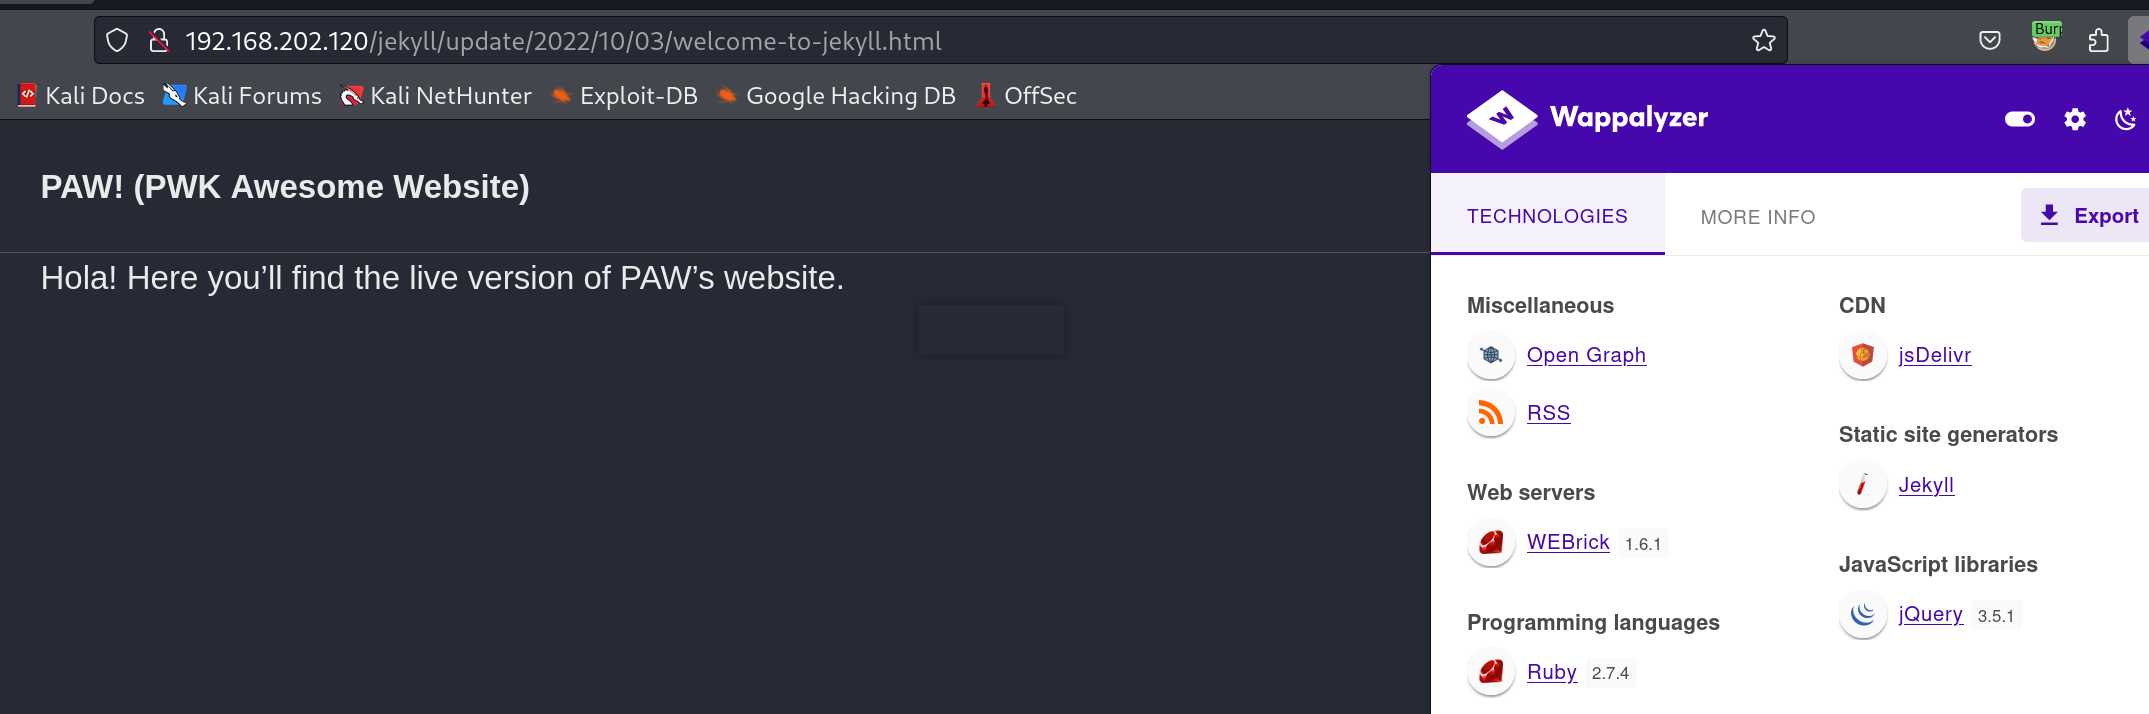 192.168.202.120/jekyll/update/2022/10/03/welcome-to-jekyll.html
Kali Docs Kali Forums Kali NetHunter Exploit-DB Google Hacking DB OffSec
PAW! (PWK Awesome Website)
Hola! Here you’ll find the live version of PAW’s website.
Wappalyzer
TECHNOLOGIES MORE INFO Export
Miscellaneous
Open Graph
RSS
Web servers
WEBrick 1.6.1
Programming languages
Ruby 2.7.4
CDN
jsDelivr
Static site generators
Jekyll
JavaScript libraries
jQuery 3.5.1